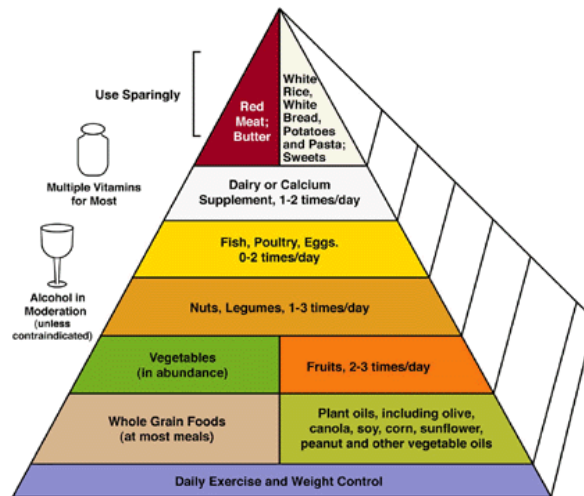 Use Sparingly
Red
Meat;
Butter
White
Rice,
White
Bread,
Potatoes
and Pasta;
Sweets
Multiple Vitamins
for Most
Dairy or Calcium
Supplement, 1-2 times/day
Fish, Poultry, Eggs.
0-2 times/day
Alcohol in
Moderation
(unless
contraindicated)
Nuts, Legumes, 1-3 times/day
Vegetables
(in abundance)
Fruits, 2-3 times/day
Whole Grain Foods
(at most meals)
Plant oils, including olive,
canola, soy, corn, sunflower,
peanut and other vegetable oils
Daily Exercise and Weight Control